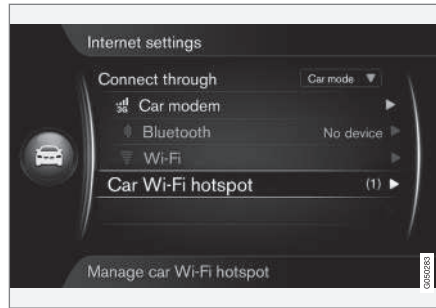 Internet settings
Connect through Car mode
3G Car modem
Bluetooth No device
Wi-Fi
Car Wi-Fi hotspot (1)
Manage car Wi-Fi hotspot
G050283